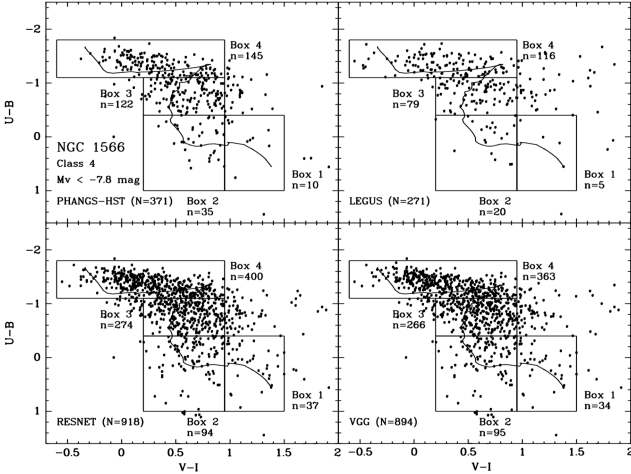 Box 4
n=145
Box 3
n=122
NGC 1566
Class 4
Mv < -7.8 mag
PHANGS-HST (N=371)
Box 2
n=35
Box 1
n=10
-2
-1
0
1
U-B
Box 4
n=116
Box 3
n=79
LEGUS (N=271)
Box 2
n=20
Box 1
n=5
Box 4
n=400
Box 3
n=274
RESNET (N=918)
Box 2
n=94
Box 1
n=37
-2
-1
0
1
U-B
-0.5 0 0.5 1 1.5
V-I
Box 4
n=363
Box 3
n=266
VGG (N=894)
Box 2
n=95
Box 1
n=34
-0.5 0 0.5 1 1.5 2
V-I